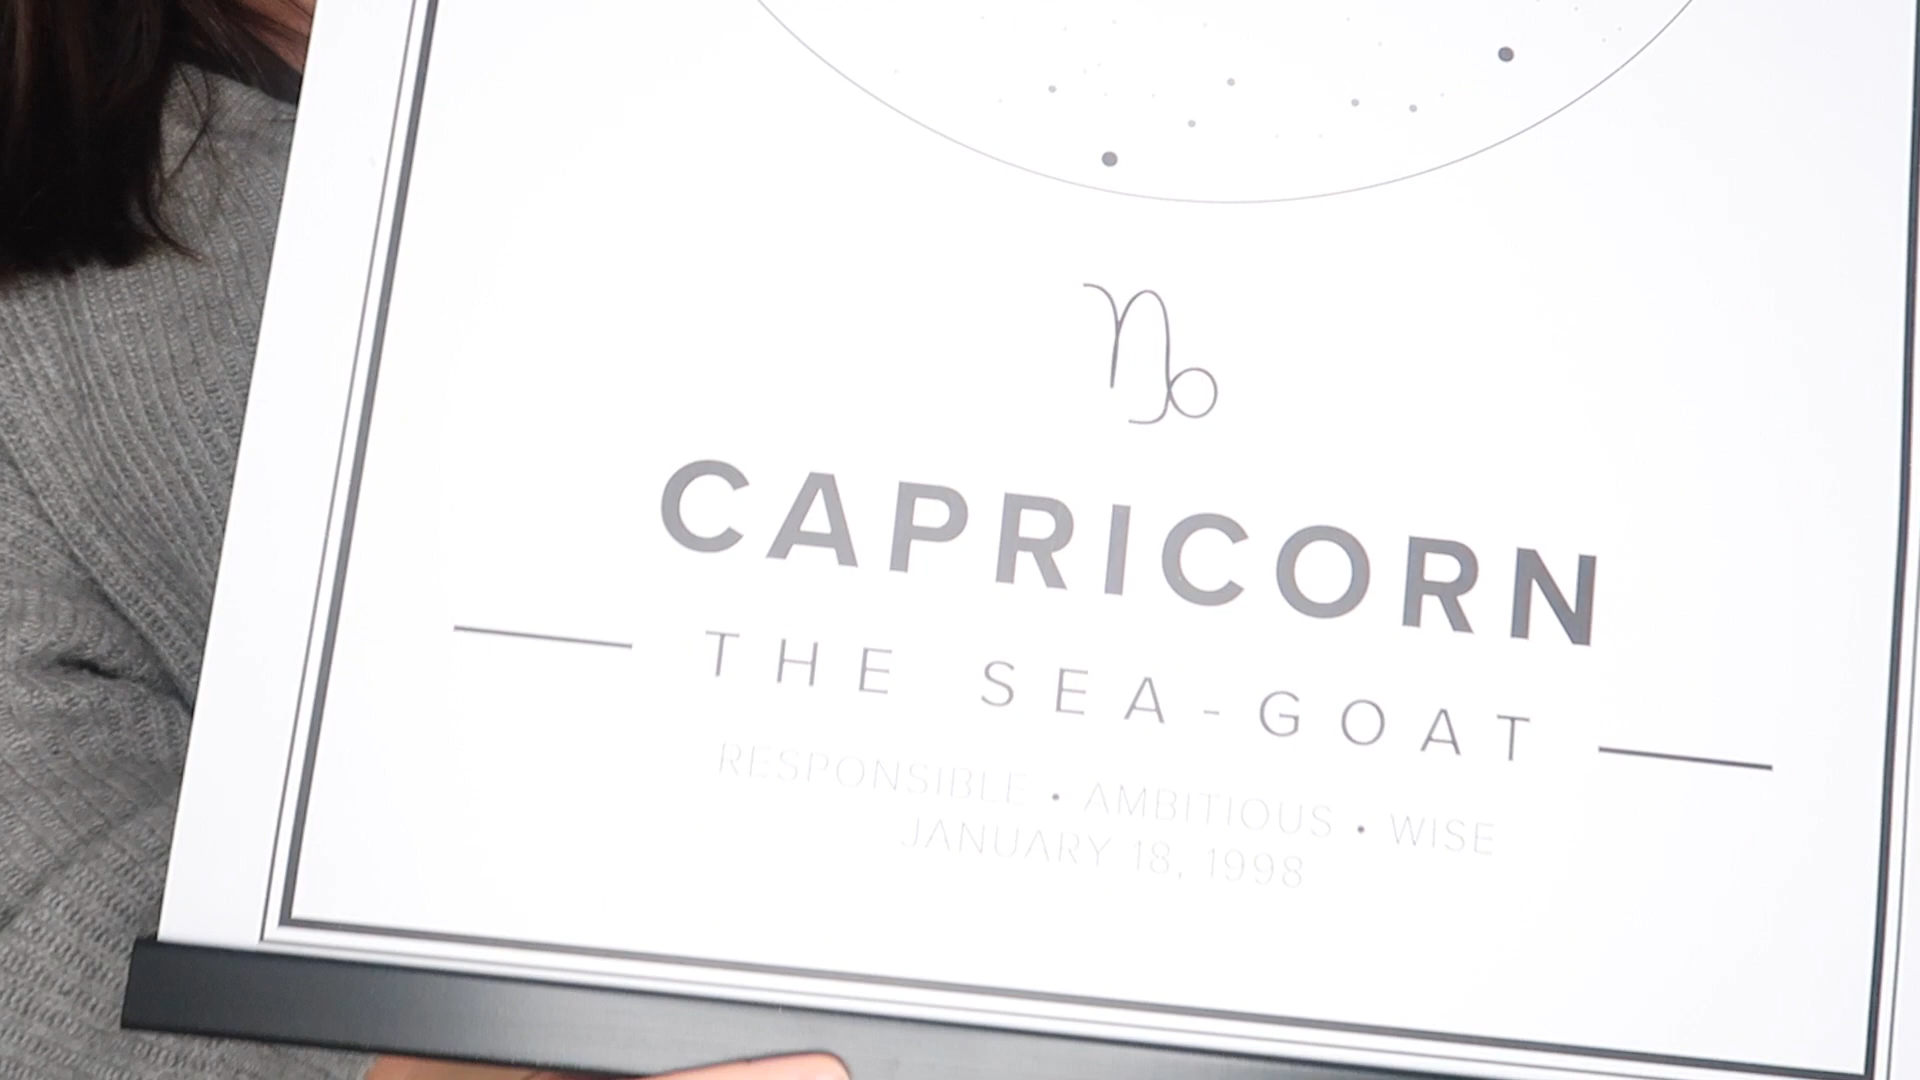 CAPRICORN
THE SEA-GOAT
RESPONSIBLE • AMBITIOUS • WISE
JANUARY 18, 1998